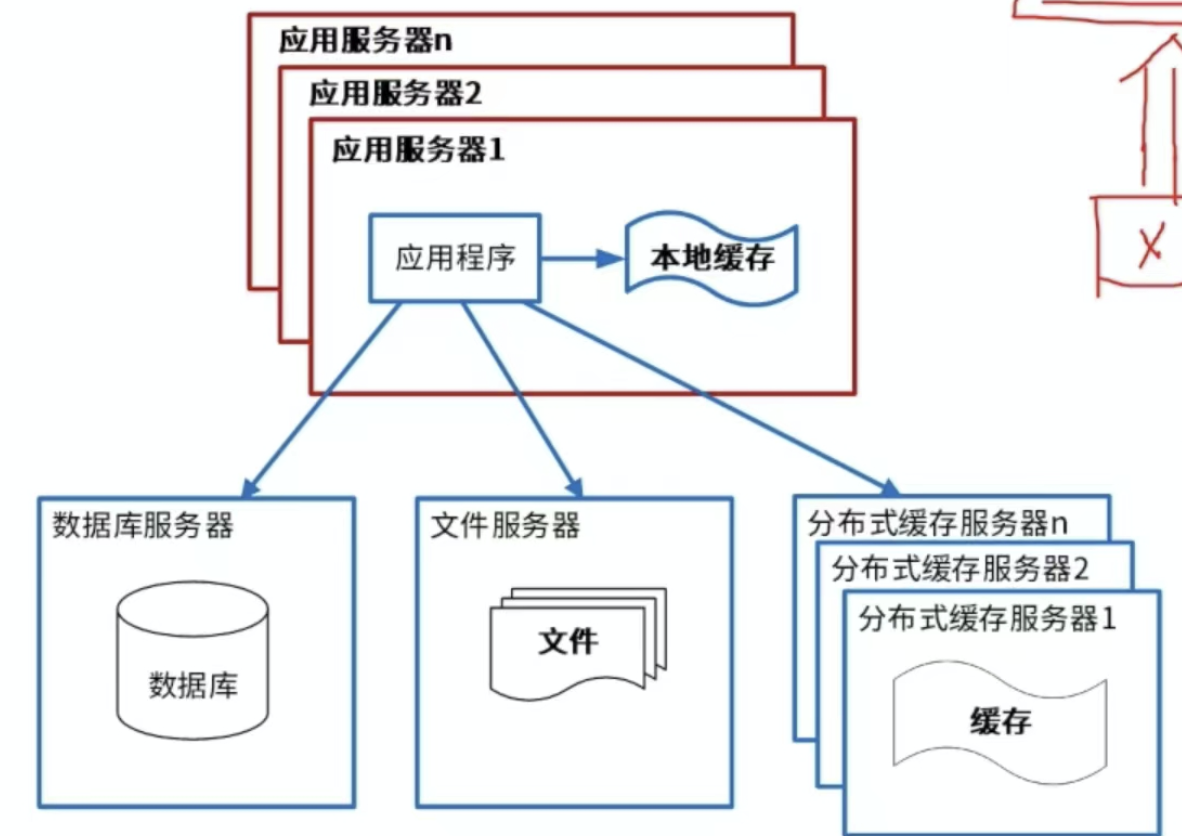 应用服务器n
应用服务器2
应用服务器1
应用程序
本地缓存
数据库服务器
文件服务器
分布式缓存服务器n
分布式缓存服务器2
分布式缓存服务器1
文件
数据库
缓存
X